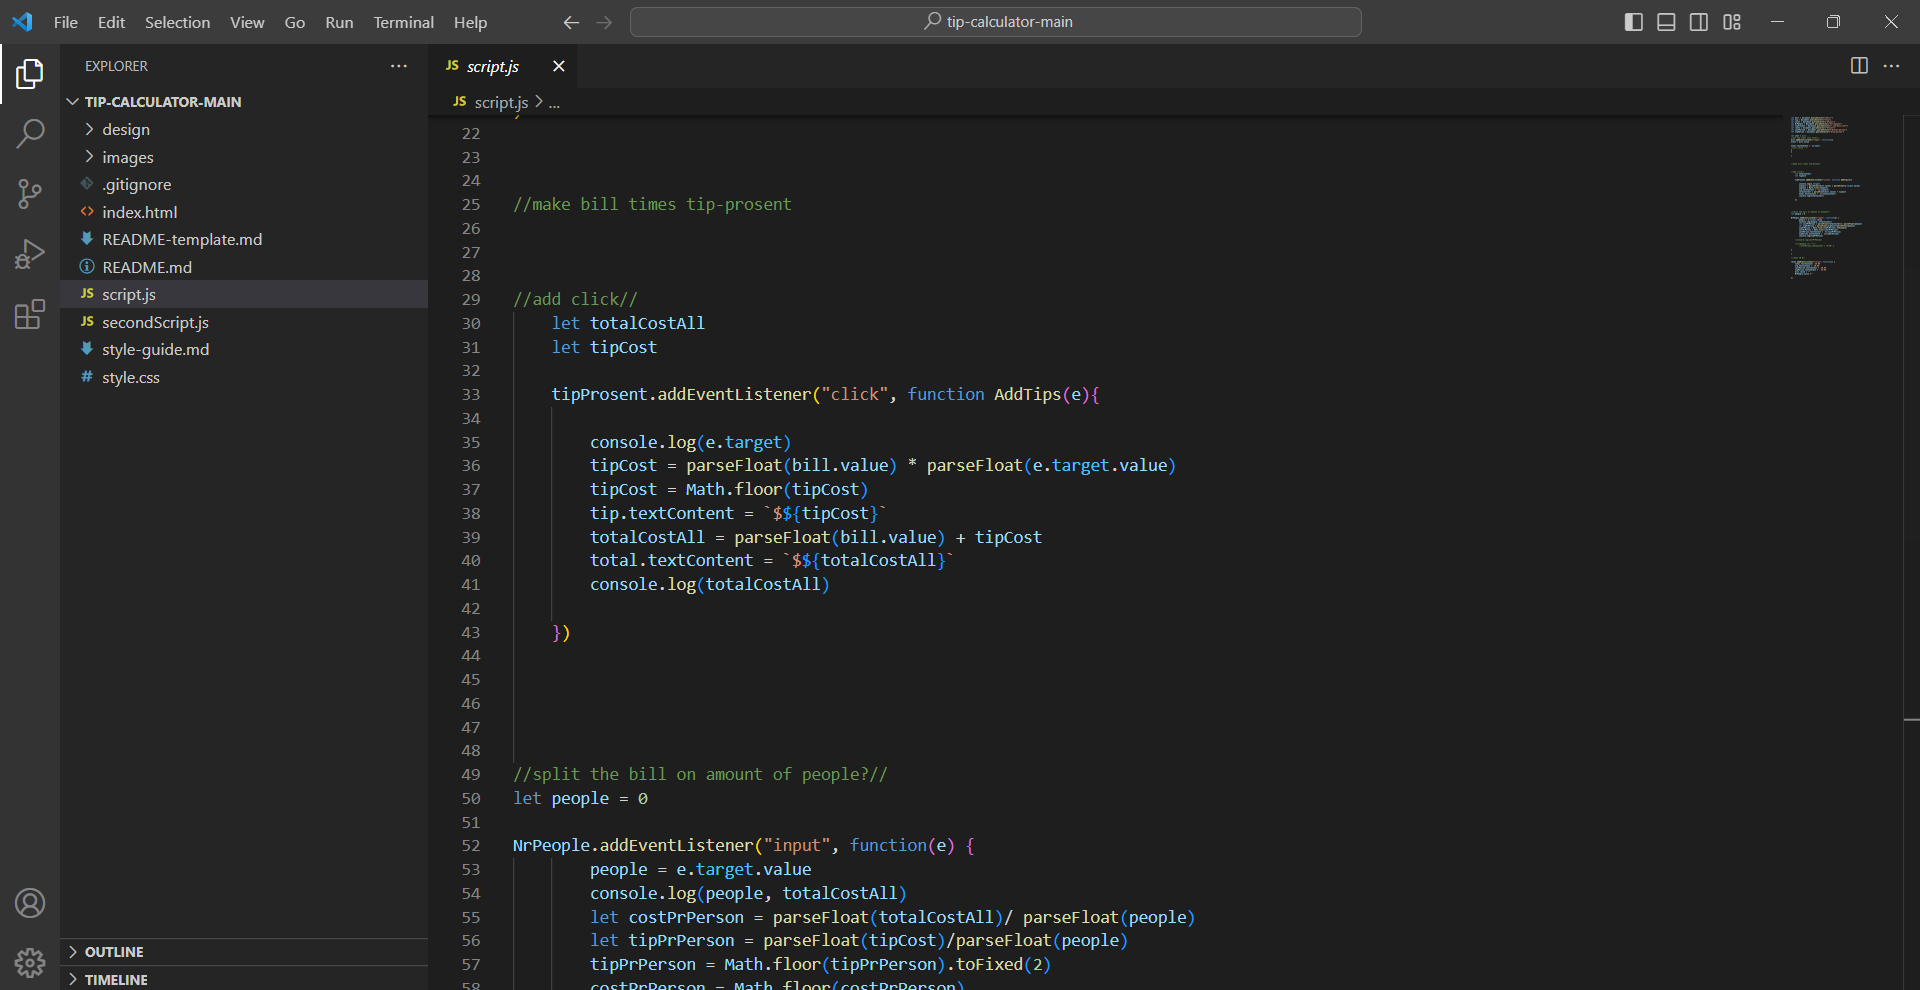 File Edit Selection View Go Run Terminal Help
tip-calculator-main
EXPLORER
TIP-CALCULATOR-MAIN
design
images
.gitignore
index.html
README-template.md
README.md
JS script.js
JS secondScript.js
style-guide.md
# style.css
OUTLINE
TIMELINE
JS script.js
JS script.js > ...
22
23
24
25 //make bill times tip-prosent
26
27
28
29 //add click//
30 let totalCostAll
31 let tipCost
32
33 tipProsent.addEventListener("click", function AddTips(e){
34
35 console.log(e.target)
36 tipCost = parseFloat(bill.value) * parseFloat(e.target.value)
37 tipCost = Math.floor(tipCost)
38 tip.textContent = `$${tipCost}`
39 totalCostAll = parseFloat(bill.value) + tipCost
40 total.textContent = `$${totalCostAll}`
41 console.log(totalCostAll)
42
43 })
44
45
46
47
48
49 //split the bill on amount of people?//
50 let people = 0
51
52 NrPeople.addEventListener("input", function(e) {
53 people = e.target.value
54 console.log(people, totalCostAll)
55 let costPrPerson = parseFloat(totalCostAll)/ parseFloat(people)
56 let tipPrPerson = parseFloat(tipCost)/parseFloat(people)
57 tipPrPerson = Math.floor(tipPrPerson).toFixed(2)
58 costPrPerson = Math.floor(costPrPerson)